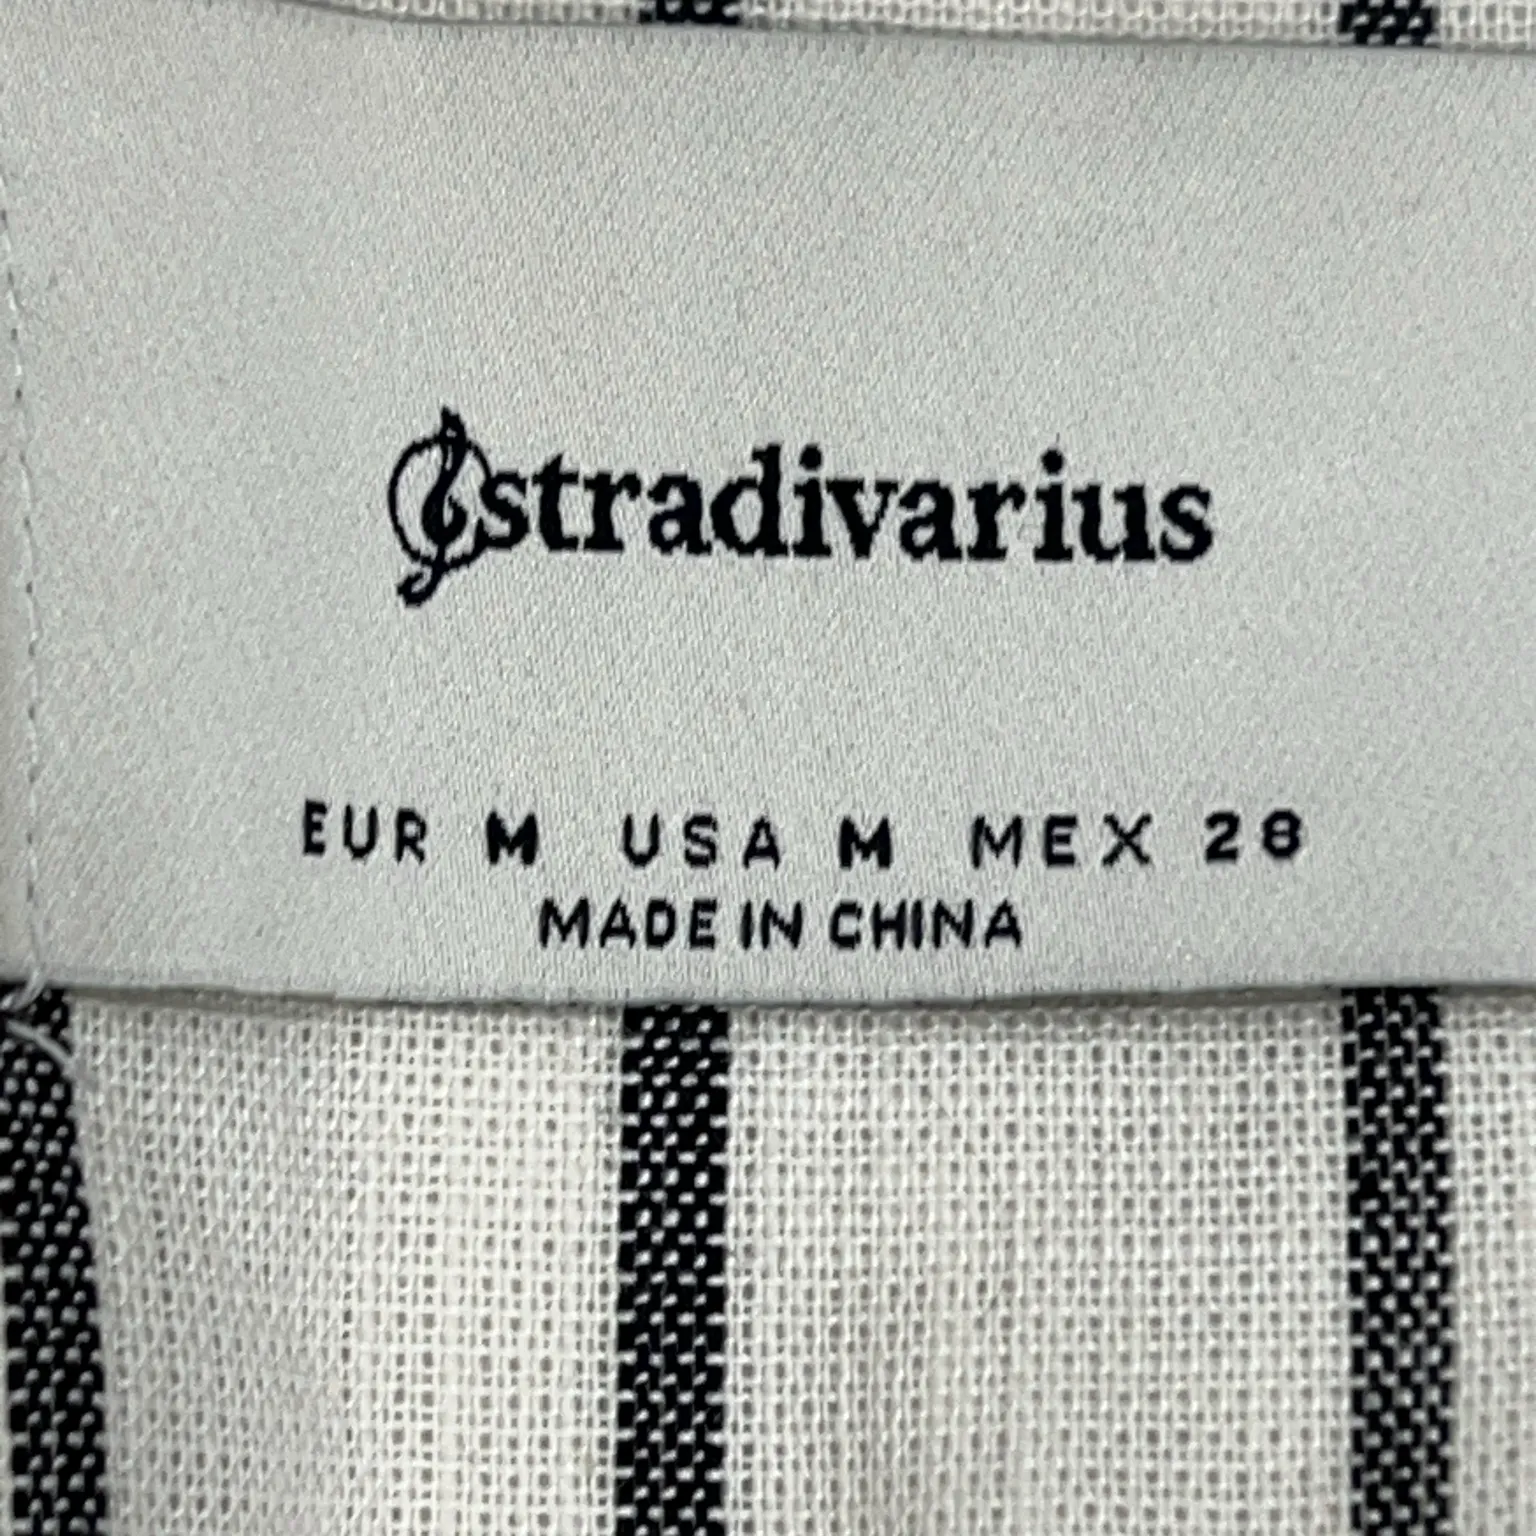 stradivarius
EUR M USA M MEX 28
MADE IN CHINA